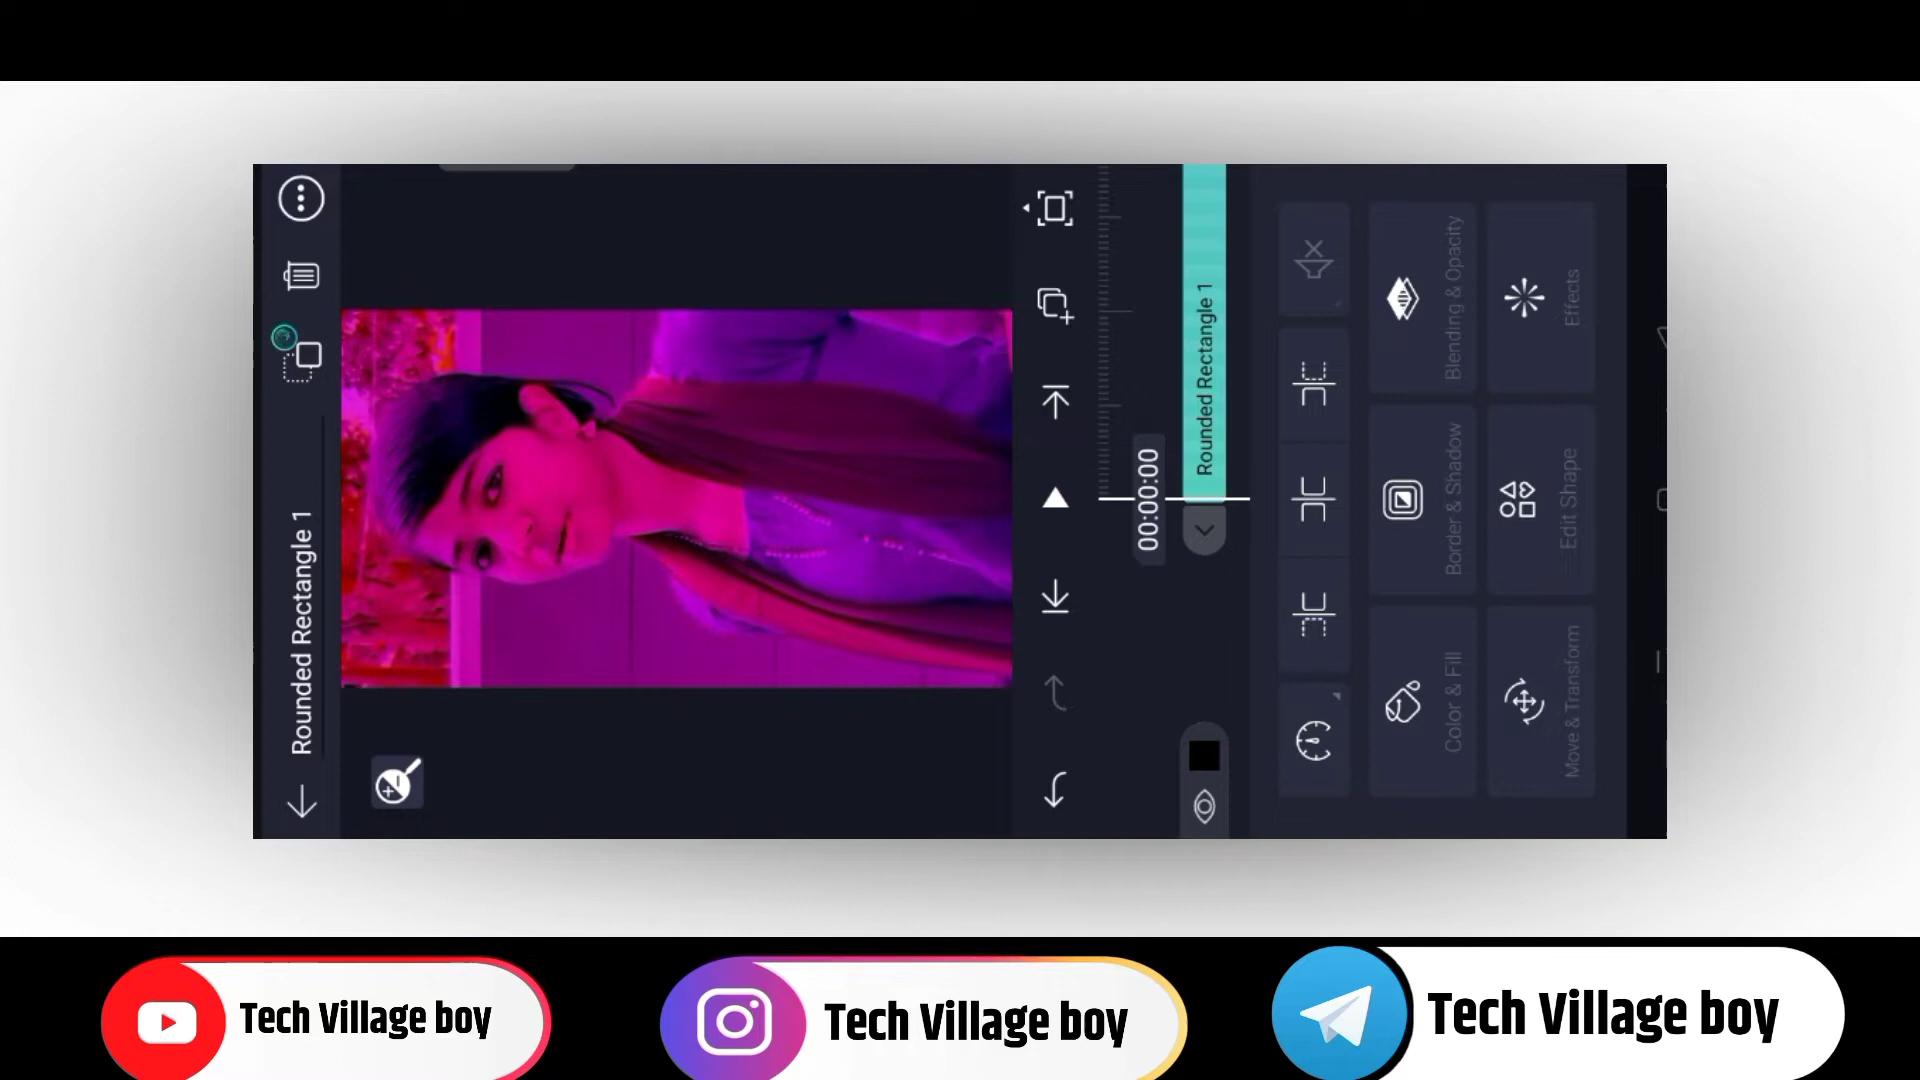 Rounded Rectangle 1
00:00:00
Rounded Rectangle 1
Blending & Opacity
Border & Shadow
Color & Fill
Effects
Edit Shape
Move & Transform
Tech Village boy
Tech Village boy
Tech Village boy